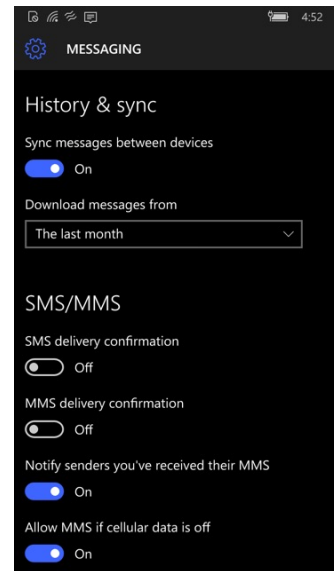 4:52
MESSAGING
History & sync
Sync messages between devices
On
Download messages from
The last month
SMS/MMS
SMS delivery confirmation
Off
MMS delivery confirmation
Off
Notify senders you've received their MMS
On
Allow MMS if cellular data is off
On